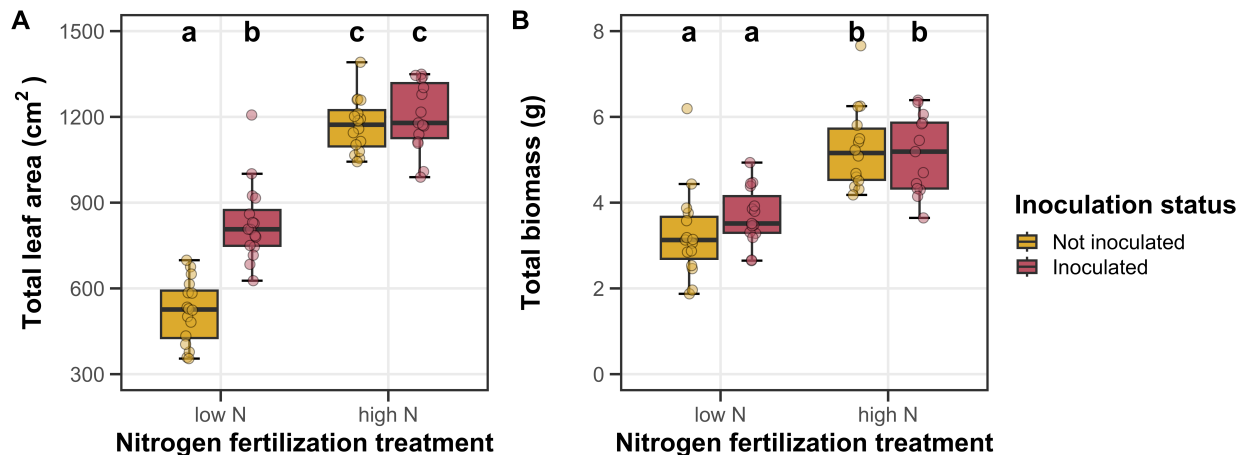 A
Total leaf area (cm²)
1500
1200
900
600
300
a b c c
low N high N
Nitrogen fertilization treatment
B
Total biomass (g)
8
6
4
2
0
a a b b
low N high N
Nitrogen fertilization treatment
Inoculation status
Not inoculated
Inoculated